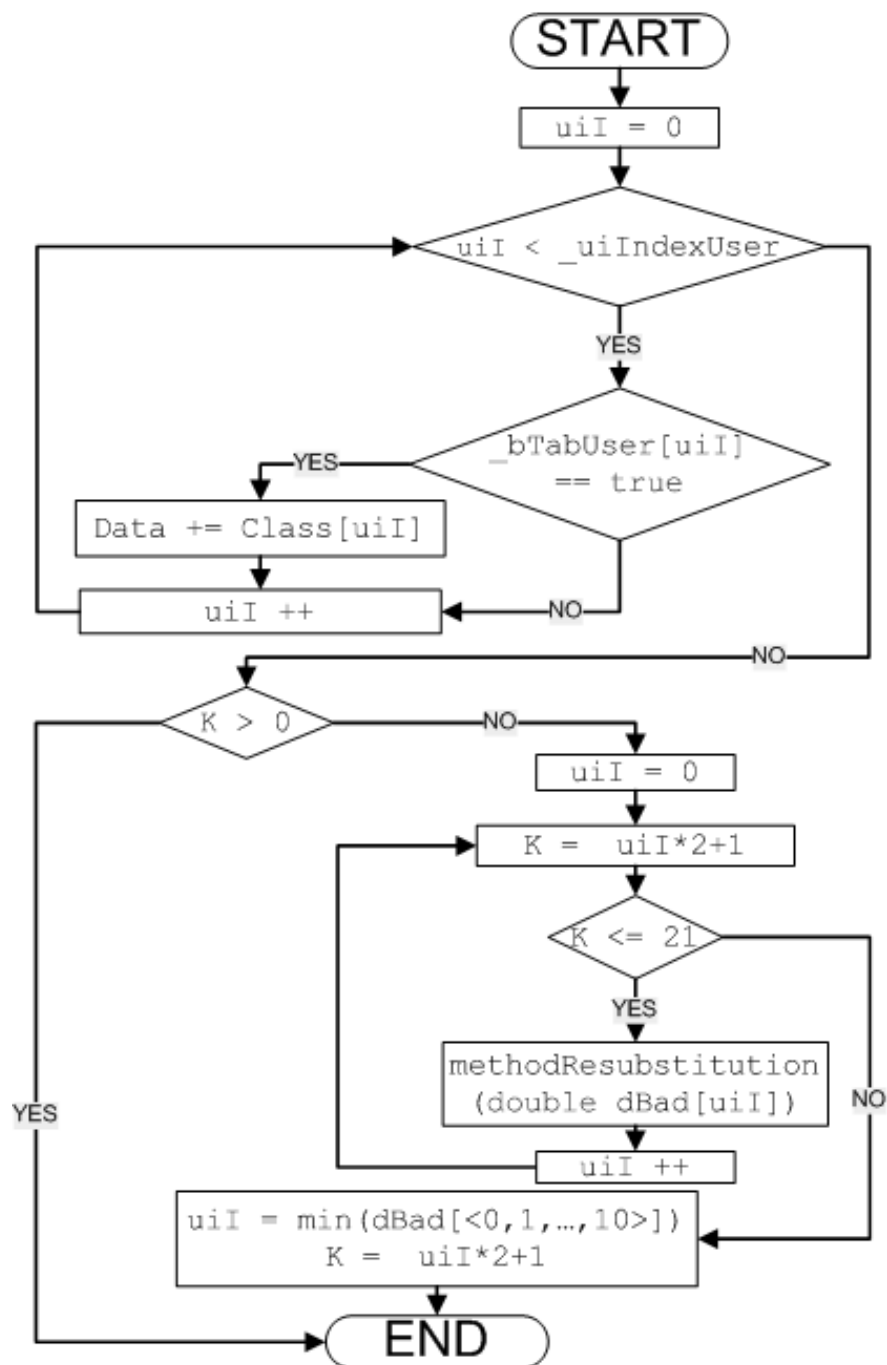 START
uiI = 0
uiI < _uiIndexUser
YES
_bTabUser[uiI]
== true
YES
Data += Class[uiI]
uiI ++
NO
NO
K > 0
NO
uiI = 0
K =  uiI*2+1
K <= 21
YES
methodResubstitution
(double dBad[uiI])
NO
YES
uiI ++
uiI = min(dBad[<0,1,…,10>])
K =  uiI*2+1
END